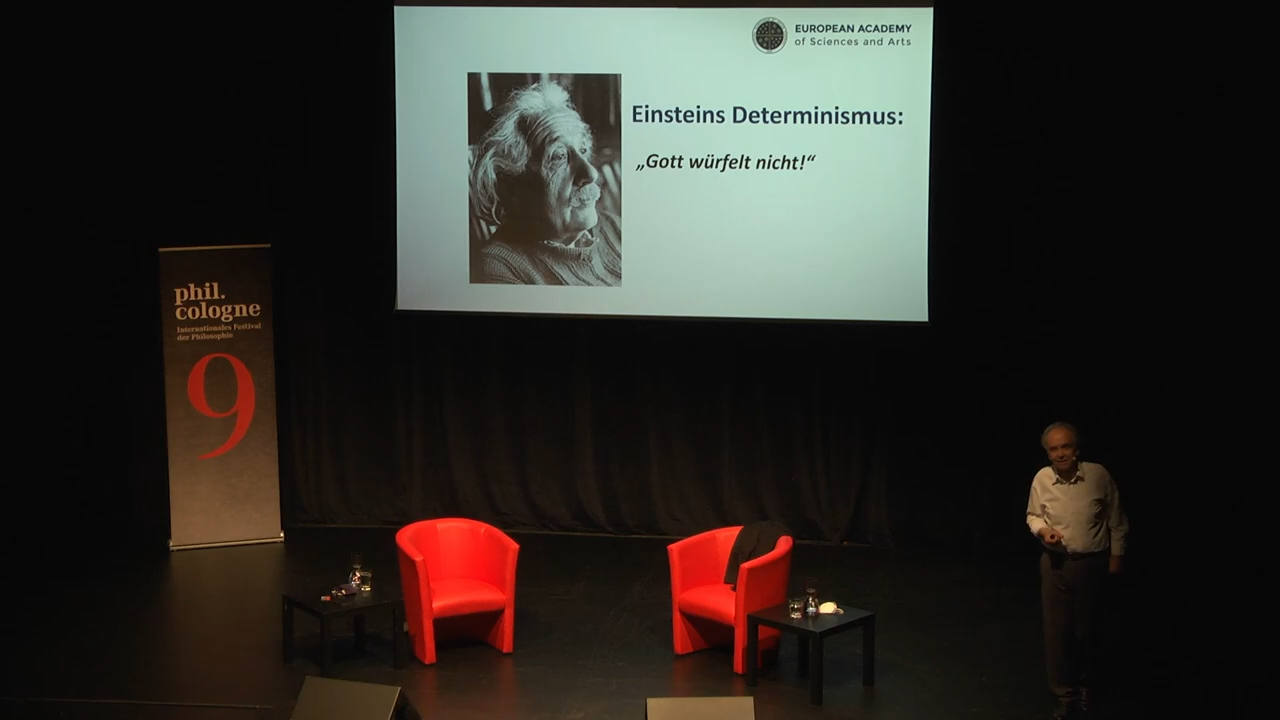 EUROPEAN ACADEMY
of Sciences and Arts
Einsteins Determinismus:
„Gott würfelt nicht!“
phil.
cologne
Internationales Festival
der Philosophie
9